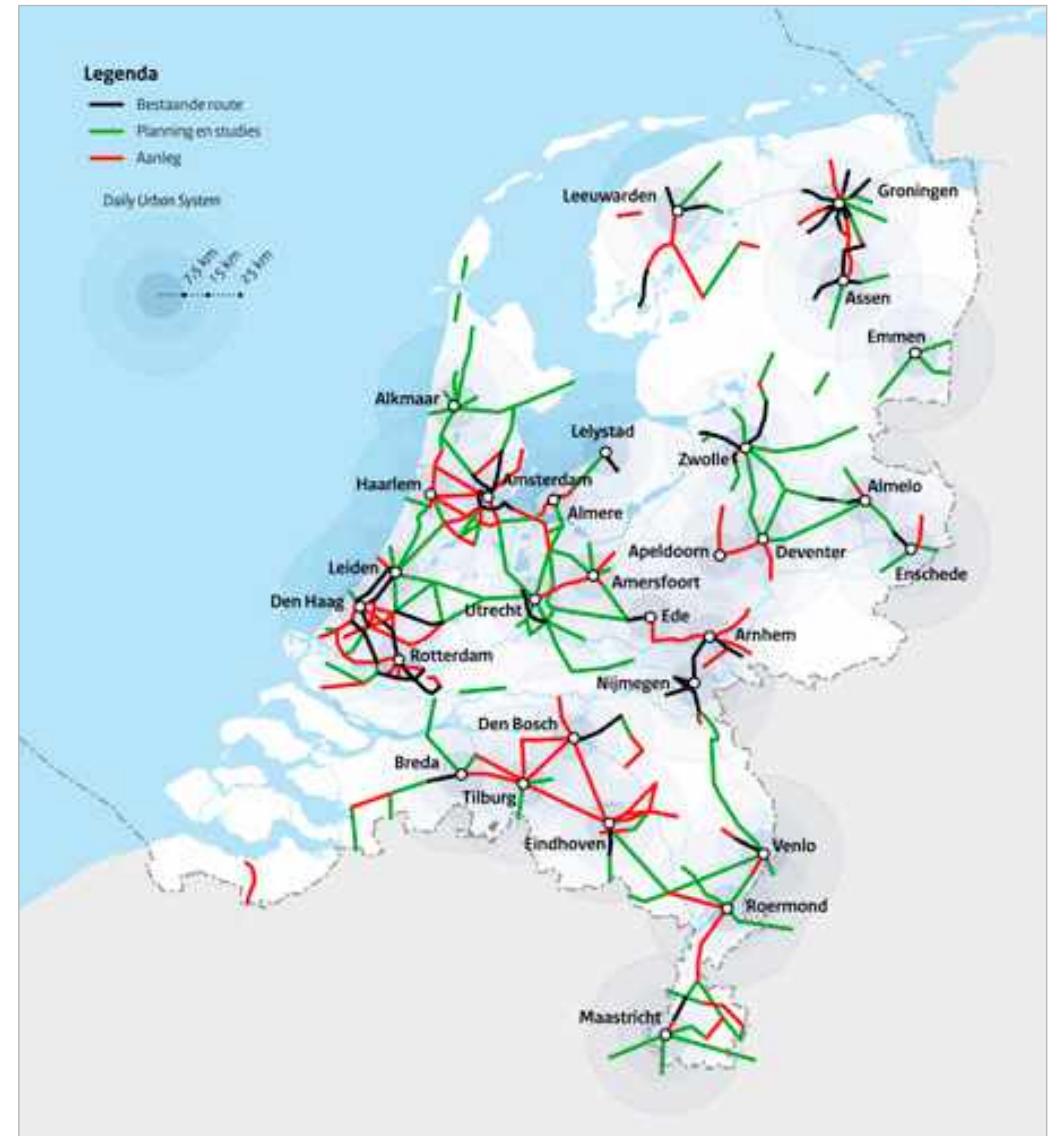 Legenda
Bestaande route
Planning en studies
Aanleg
Daily Urban System
7,5 km
15 km
25 km
Leeuwarden
Groningen
Assen
Emmen
Alkmaar
Lelystad
Zwolle
Haarlem
Amsterdam
Almelo
Almere
Apeldoorn
Deventer
Leiden
Amersfoort
Enschede
Den Haag
Utrecht
Ede
Arnhem
Rotterdam
Nijmegen
Den Bosch
Breda
Tilburg
Eindhoven
Venlo
Roermond
Maastricht